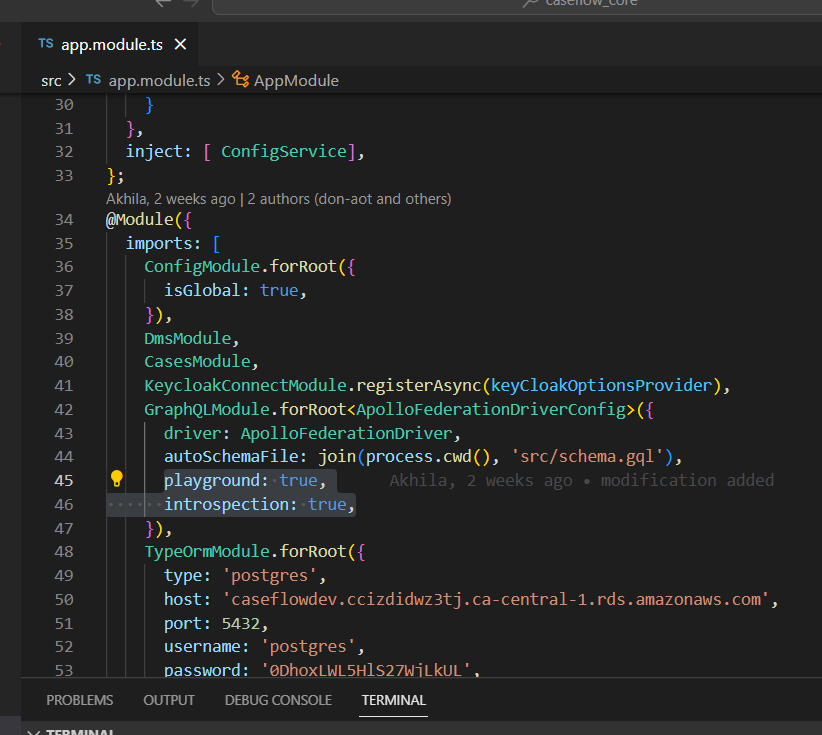 caseflow_core
TS app.module.ts ×
src > TS app.module.ts > AppModule
30 }
31 },
32 inject: [ ConfigService],
33 };
Akhila, 2 weeks ago | 2 authors (don-aot and others)
34 @Module({
35 imports: [
36 ConfigModule.forRoot({
37 isGlobal: true,
38 }),
39 DmsModule,
40 CasesModule,
41 KeycloakConnectModule.registerAsync(keyCloakOptionsProvider),
42 GraphQLModule.forRoot<ApolloFederationDriverConfig>({
43 driver: ApolloFederationDriver,
44 autoSchemaFile: join(process.cwd(), 'src/schema.gql'),
45 playground: true, Akhila, 2 weeks ago • modification added
46 introspection: true,
47 }),
48 TypeOrmModule.forRoot({
49 type: 'postgres',
50 host: 'caseflowdev.ccizdidwz3tj.ca-central-1.rds.amazonaws.com',
51 port: 5432,
52 username: 'postgres',
53 password: '0DhoxLWL5HlS27WjLkUL',
PROBLEMS OUTPUT DEBUG CONSOLE TERMINAL
TERMINAL